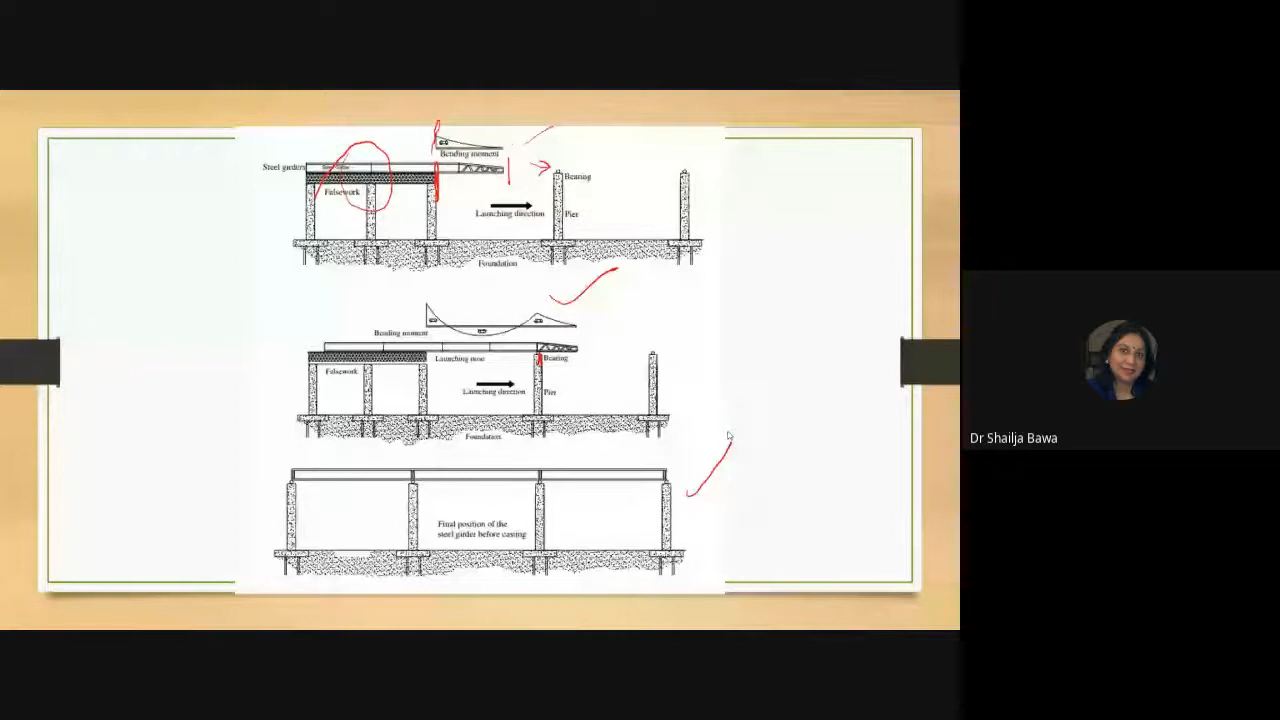 Bending moment
Steel girders
Falsework
Bearing
Launching direction
Pier
Foundation
Bending moment
Launching nose
Bearing
Falsework
Launching direction
Pier
Foundation
Final position of the
steel girder before casting
Dr Shailja Bawa